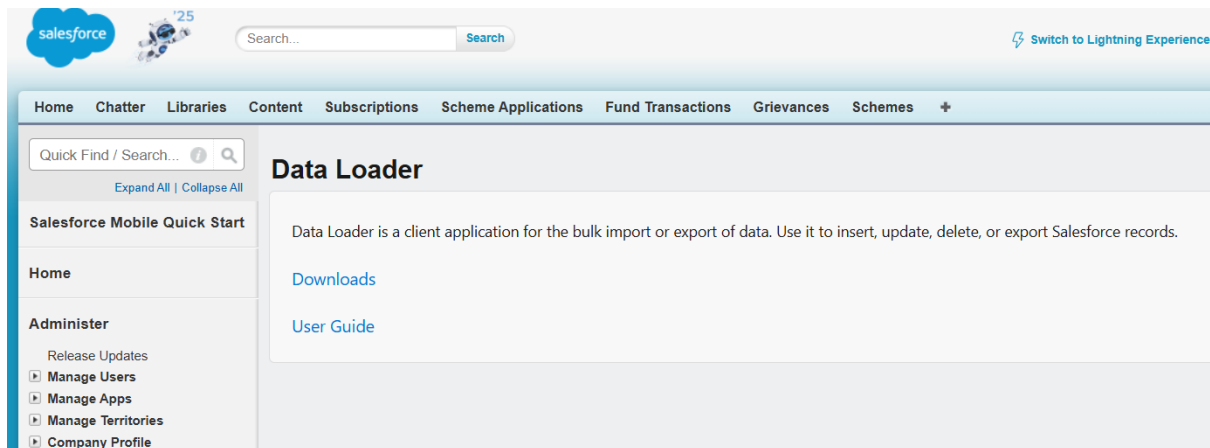 salesforce
'25
Search...
Search
Switch to Lightning Experience
Home Chatter Libraries Content Subscriptions Scheme Applications Fund Transactions Grievances Schemes +
Quick Find / Search...
Expand All | Collapse All
Salesforce Mobile Quick Start
Home
Administer
Release Updates
Manage Users
Manage Apps
Manage Territories
Company Profile
Data Loader
Data Loader is a client application for the bulk import or export of data. Use it to insert, update, delete, or export Salesforce records.
Downloads
User Guide